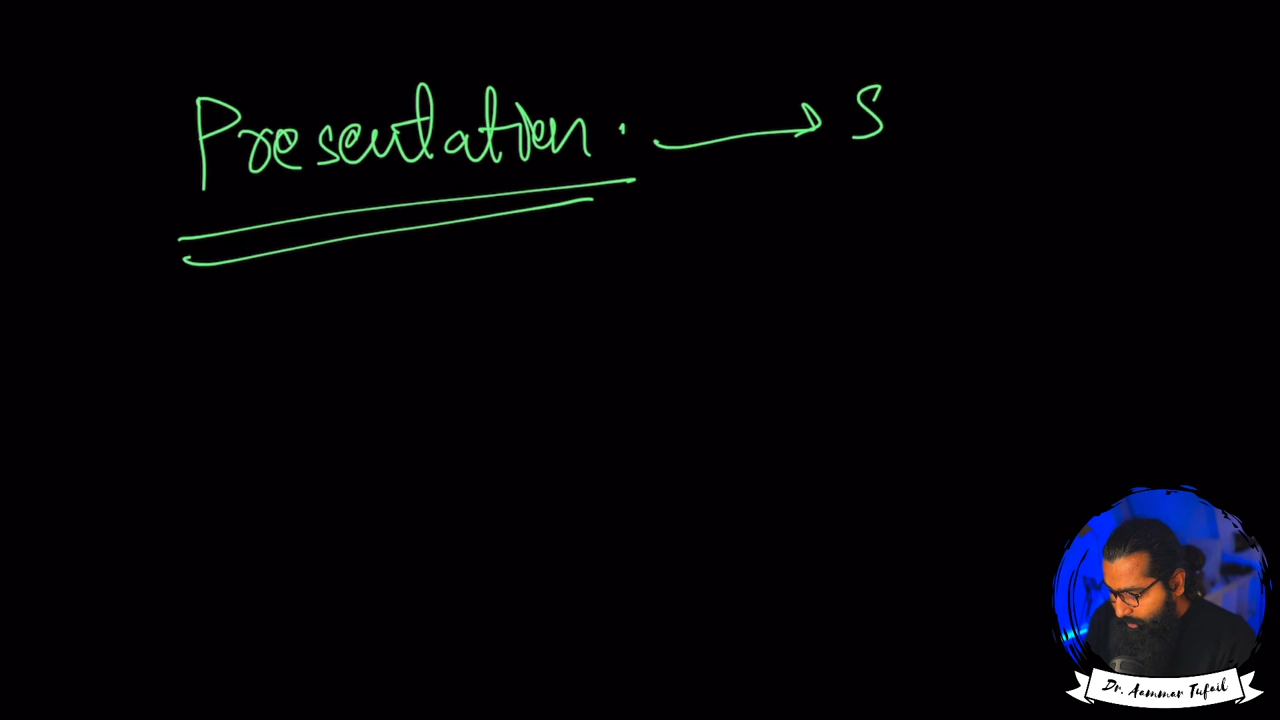 Presentation. → S
Dr. Aammar Tufail